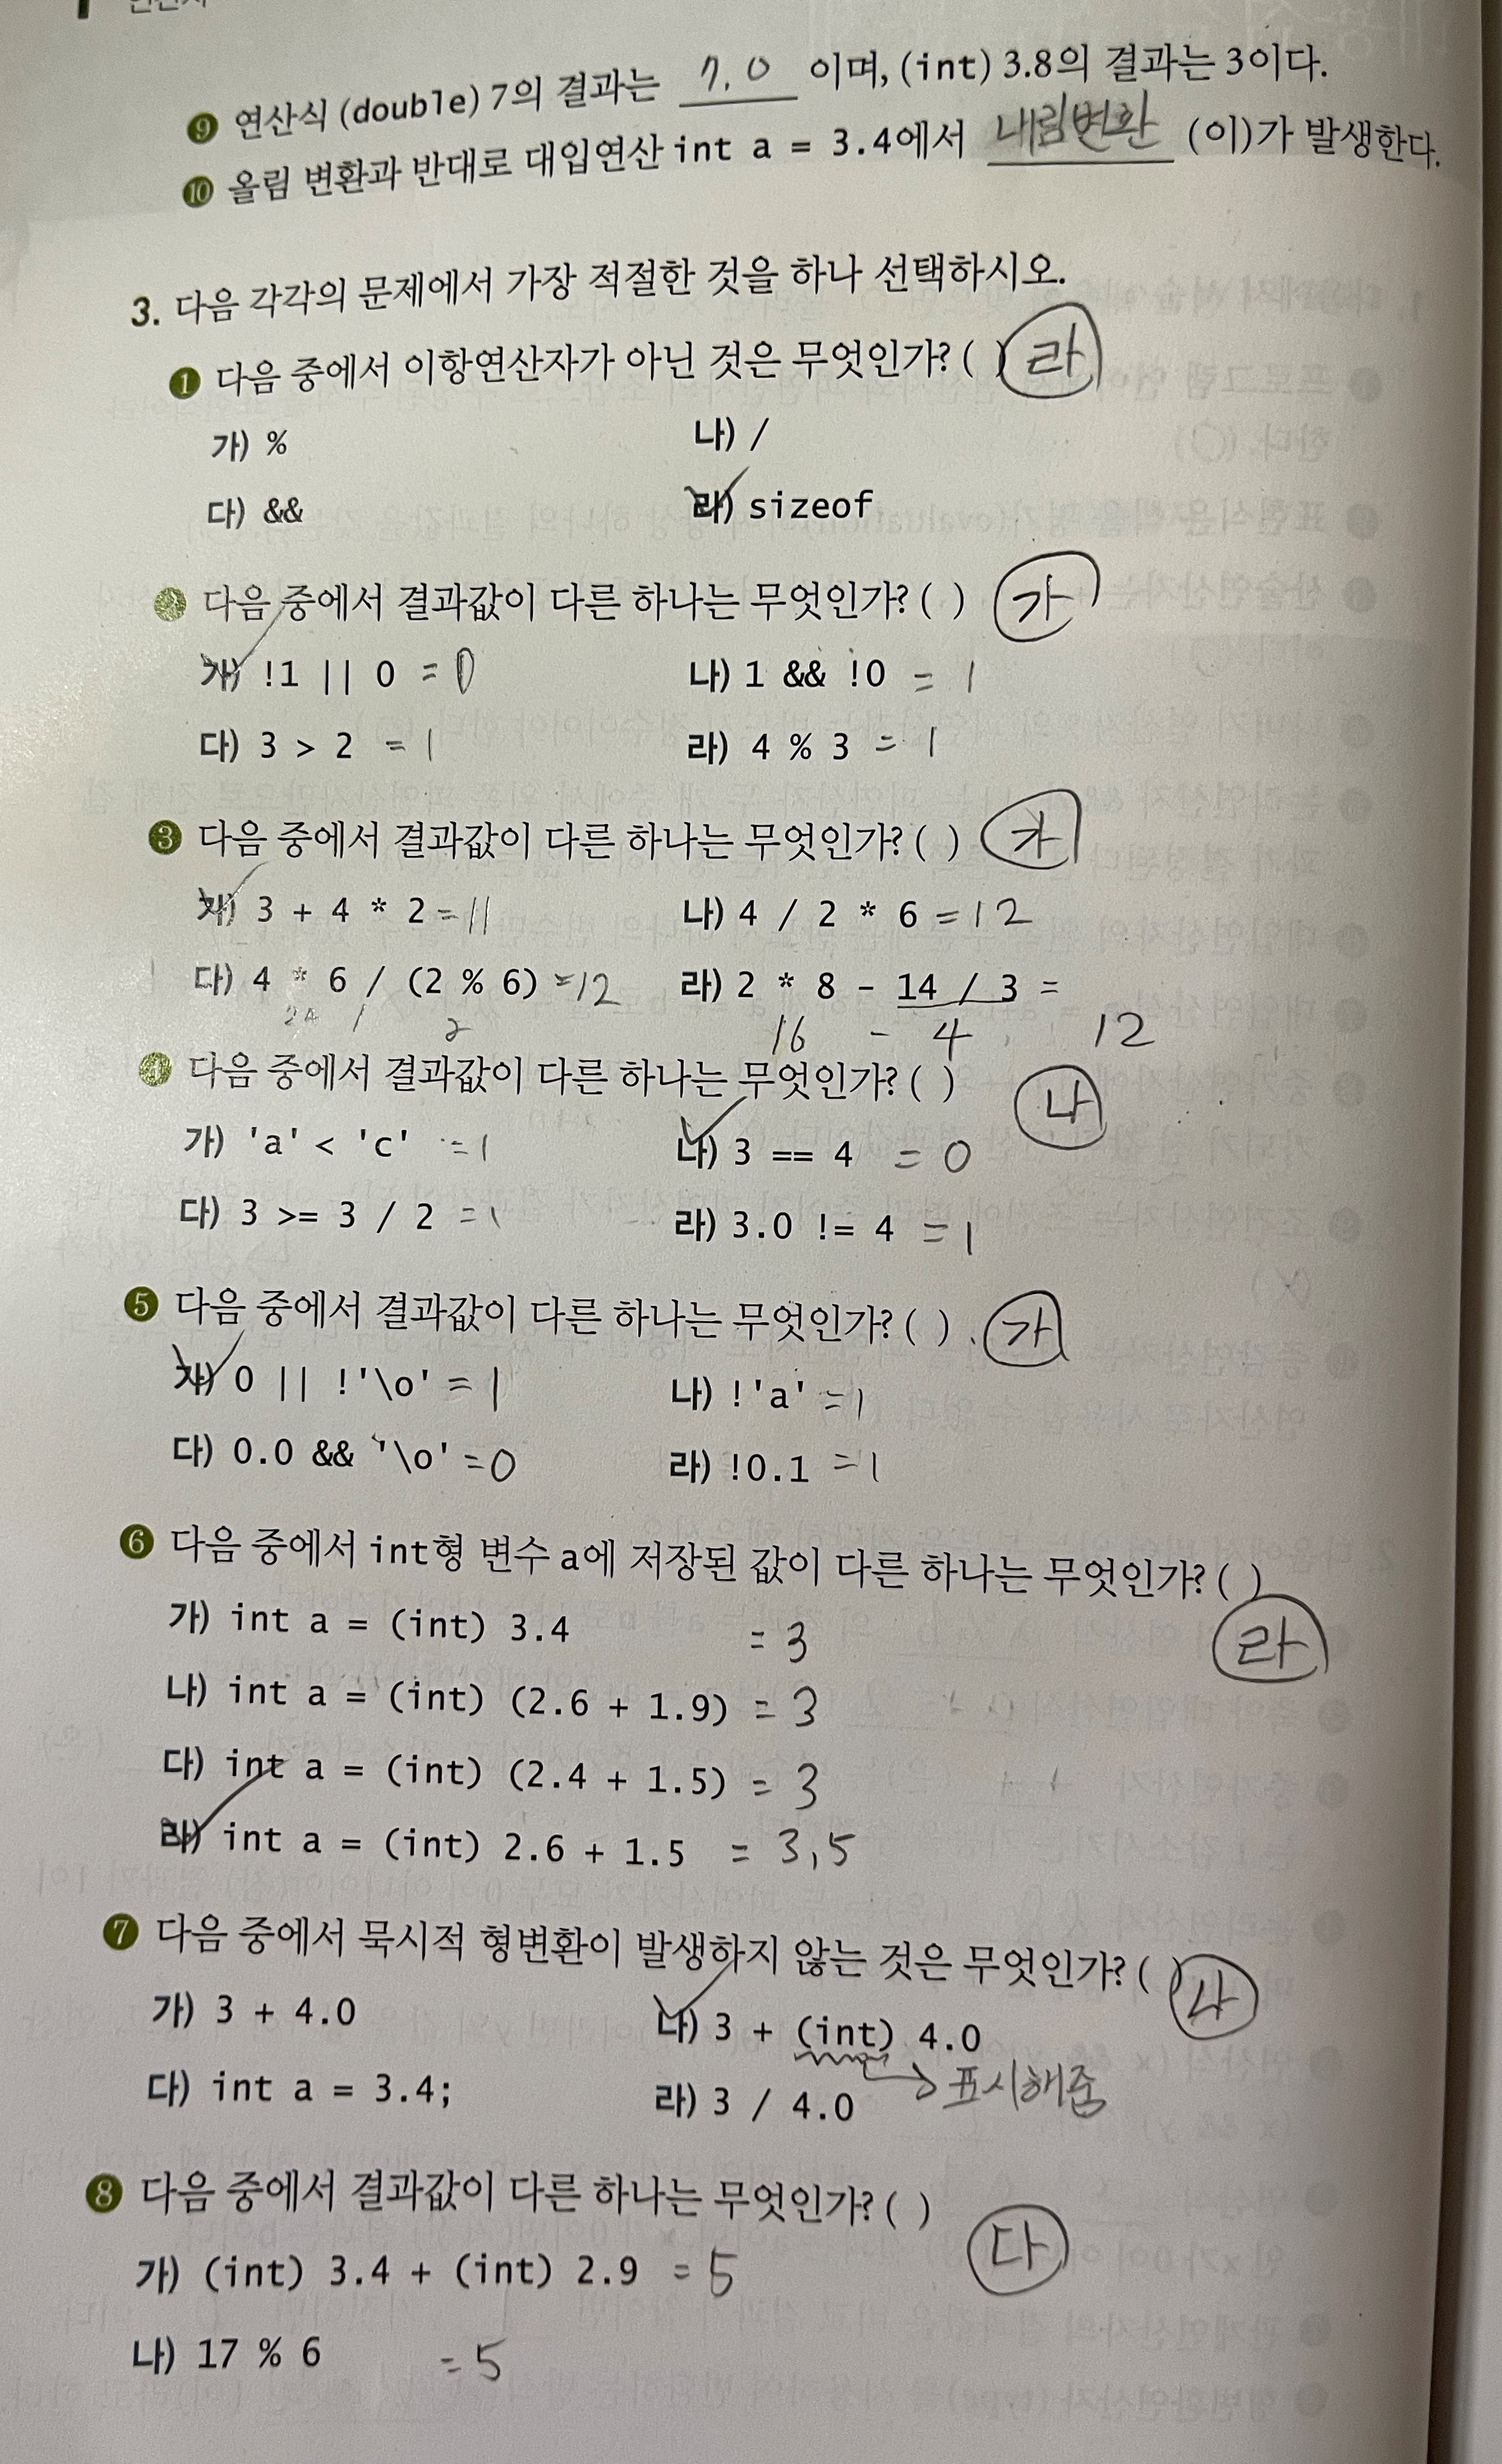 ❾ 연산식 (double) 7의 결과는 7.0 이며, (int) 3.8의 결과는 3이다.
❿ 올림 변환과 반대로 대입연산 int a = 3.4에서 내림변환 (이)가 발생한다.
3. 다음 각각의 문제에서 가장 적절한 것을 하나 선택하시오.
❶ 다음 중에서 이항연산자가 아닌 것은 무엇인가? ( ) 라
가) % 나) /
다) && 라) sizeof
❷ 다음 중에서 결과값이 다른 하나는 무엇인가? ( ) 가
가) !1 || 0 = 0 나) 1 && !0 = 1
다) 3 > 2 = 1 라) 4 % 3 = 1
❸ 다음 중에서 결과값이 다른 하나는 무엇인가? ( ) 가
가) 3 + 4 * 2 = 11 나) 4 / 2 * 6 = 12
다) 4 * 6 / (2 % 6) = 12 라) 2 * 8 - 14 / 3 =
24 / 2 16 - 4 12
❹ 다음 중에서 결과값이 다른 하나는 무엇인가? ( ) 나
가) 'a' < 'c' = 1 나) 3 == 4 = 0
다) 3 >= 3 / 2 = 1 라) 3.0 != 4 = 1
❺ 다음 중에서 결과값이 다른 하나는 무엇인가? ( ) 가
가) 0 || !'\o' = 1 나) !'a' = 1
다) 0.0 && '\o' = 0 라) !0.1 = 1
❻ 다음 중에서 int형 변수 a에 저장된 값이 다른 하나는 무엇인가? ( )
가) int a = (int) 3.4 = 3 라
나) int a = (int) (2.6 + 1.9) = 3
다) int a = (int) (2.4 + 1.5) = 3
라) int a = (int) 2.6 + 1.5 = 3,5
❼ 다음 중에서 묵시적 형변환이 발생하지 않는 것은 무엇인가? ( ) 나
가) 3 + 4.0 나) 3 + (int) 4.0
다) int a = 3.4; 라) 3 / 4.0 표시해줌
❽ 다음 중에서 결과값이 다른 하나는 무엇인가? ( ) 다
가) (int) 3.4 + (int) 2.9 = 5
나) 17 % 6 = 5